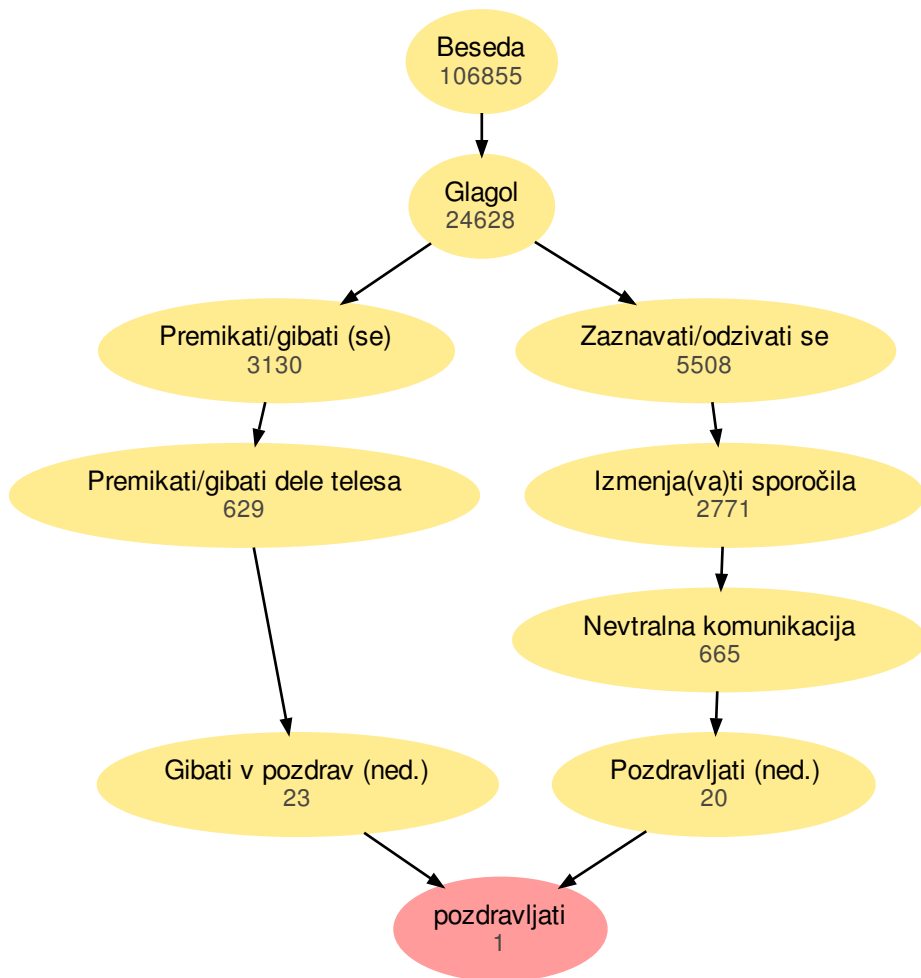 Beseda
106855
Glagol
24628
Premikati/gibati (se)
3130
Zaznavati/odzivati se
5508
Premikati/gibati dele telesa
629
Izmenja(va)ti sporočila
2771
Nevtralna komunikacija
665
Gibati v pozdrav (ned.)
23
Pozdravljati (ned.)
20
pozdravljati
1